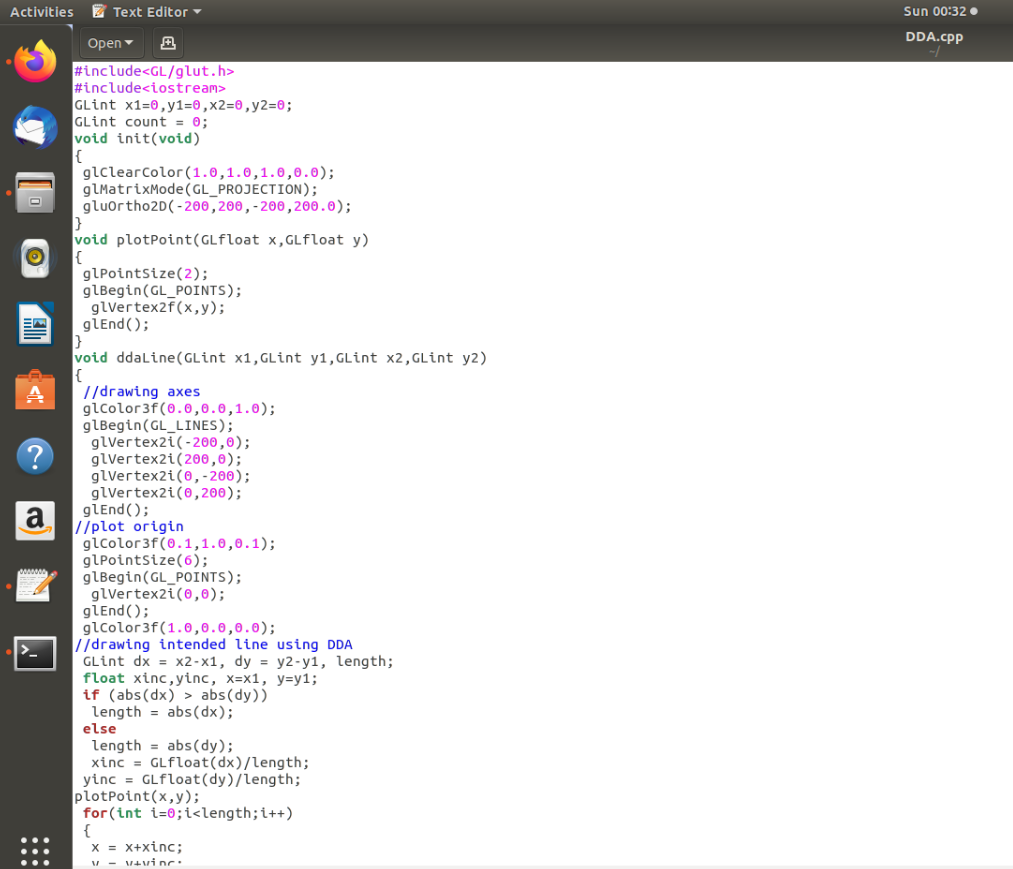 Activities Text Editor Sun 00:32
Open DDA.cpp
~/
#include<GL/glut.h>
#include<iostream>
GLint x1=0,y1=0,x2=0,y2=0;
GLint count = 0;
void init(void)
{
 glClearColor(1.0,1.0,1.0,0.0);
 glMatrixMode(GL_PROJECTION);
 gluOrtho2D(-200,200,-200,200.0);
}
void plotPoint(GLfloat x,GLfloat y)
{
 glPointSize(2);
 glBegin(GL_POINTS);
  glVertex2f(x,y);
 glEnd();
}
void ddaLine(GLint x1,GLint y1,GLint x2,GLint y2)
{
 //drawing axes
 glColor3f(0.0,0.0,1.0);
 glBegin(GL_LINES);
  glVertex2i(-200,0);
  glVertex2i(200,0);
  glVertex2i(0,-200);
  glVertex2i(0,200);
 glEnd();
//plot origin
 glColor3f(0.1,1.0,0.1);
 glPointSize(6);
 glBegin(GL_POINTS);
  glVertex2i(0,0);
 glEnd();
 glColor3f(1.0,0.0,0.0);
//drawing intended line using DDA
 GLint dx = x2-x1, dy = y2-y1, length;
 float xinc,yinc, x=x1, y=y1;
 if (abs(dx) > abs(dy))
  length = abs(dx);
 else
  length = abs(dy);
  xinc = GLfloat(dx)/length;
 yinc = GLfloat(dy)/length;
plotPoint(x,y);
 for(int i=0;i<length;i++)
 {
  x = x+xinc;
  y = y+yinc;